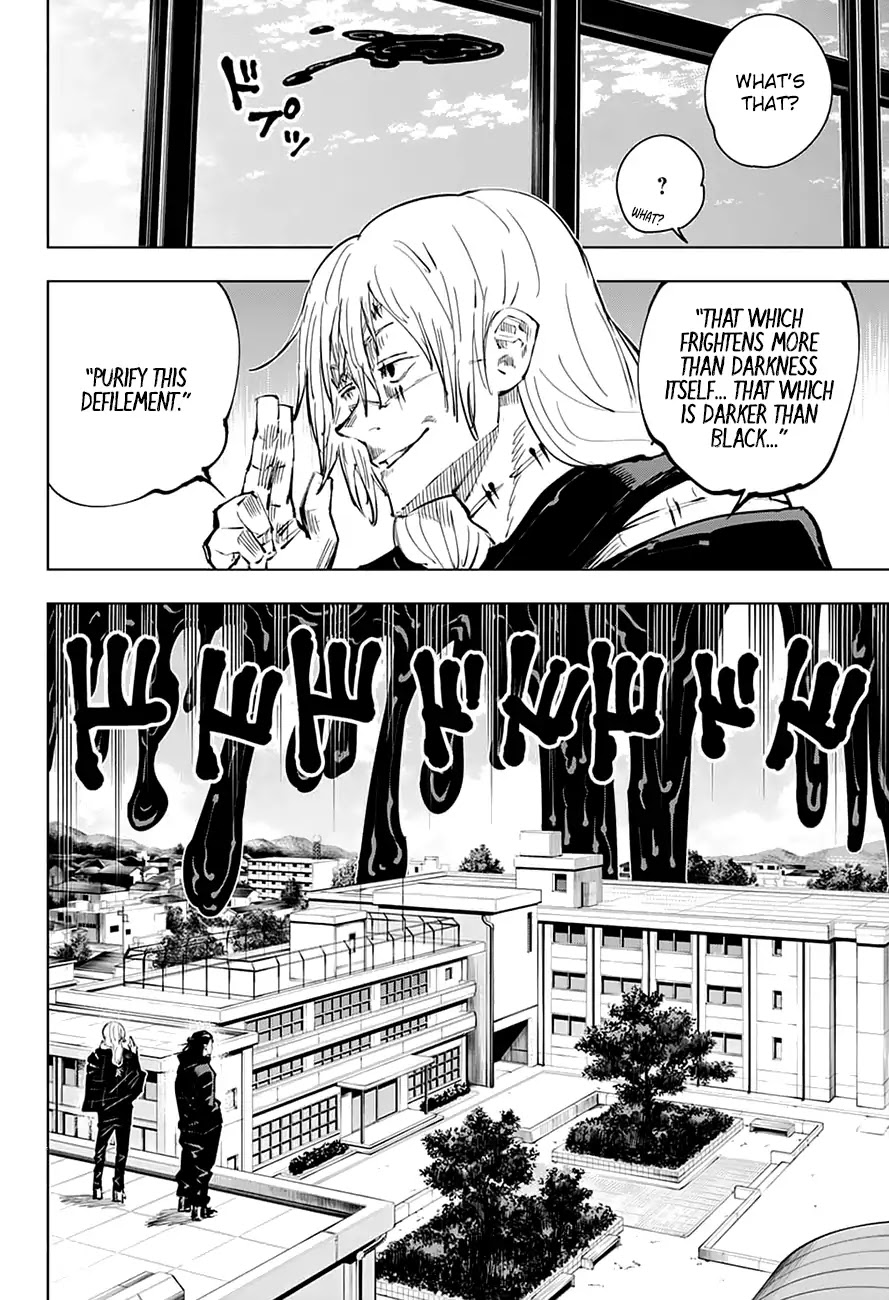 WHAT'S
THAT?
?
WHAT?
ドプッ
"THAT WHICH
FRIGHTENS MORE
THAN DARKNESS
ITSELF... THAT WHICH
IS DARKER THAN
BLACK..."
"PURIFY THIS
DEFILEMENT."
ドドドドドドドド